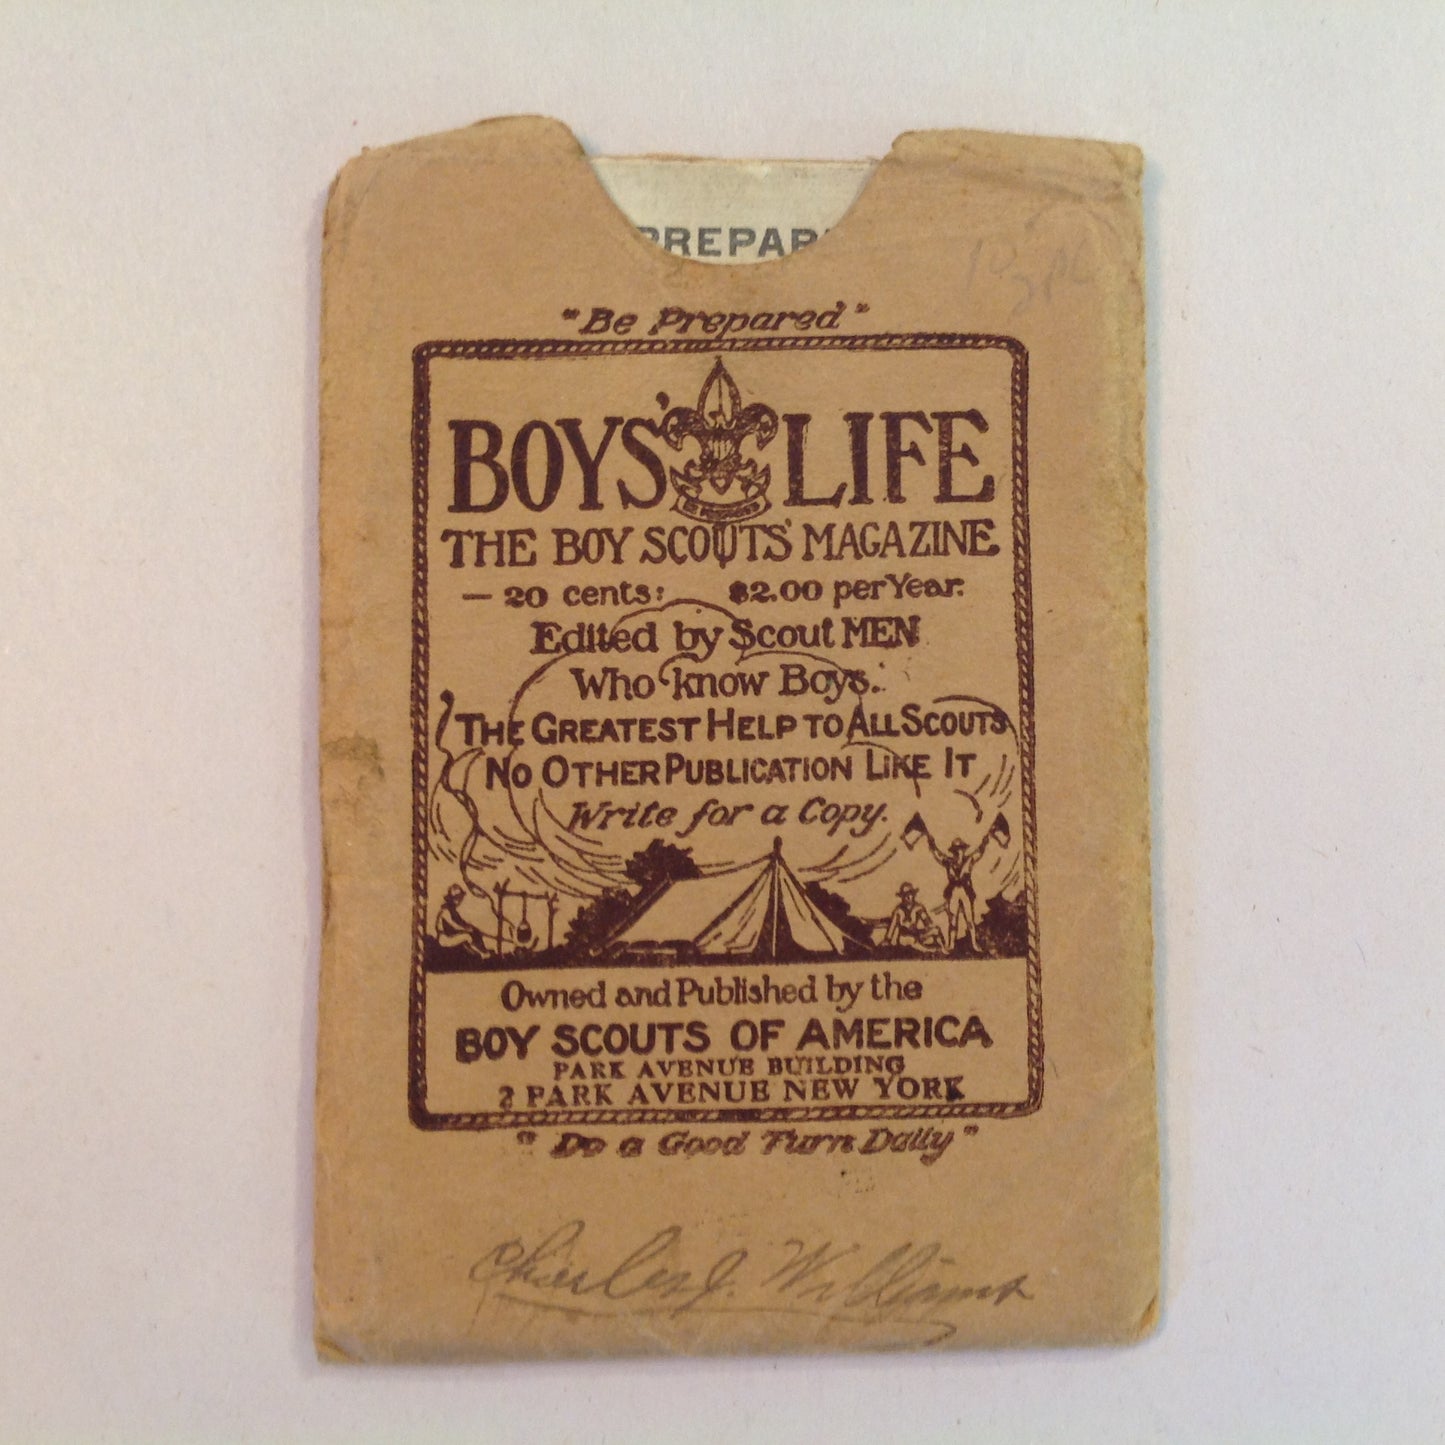 PREPAR
"Be Prepared"
BOYS' LIFE
THE BOY SCOUTS' MAGAZINE
— 20 cents: $2.00 per Year.
Edited by Scout MEN
Who know Boys.
THE GREATEST HELP TO ALL SCOUTS
NO OTHER PUBLICATION LIKE IT
Write for a Copy.
Owned and Published by the
BOY SCOUTS OF AMERICA
PARK AVENUE BUILDING
2 PARK AVENUE NEW YORK
"Do a Good Turn Daily"
Charles J. Williams